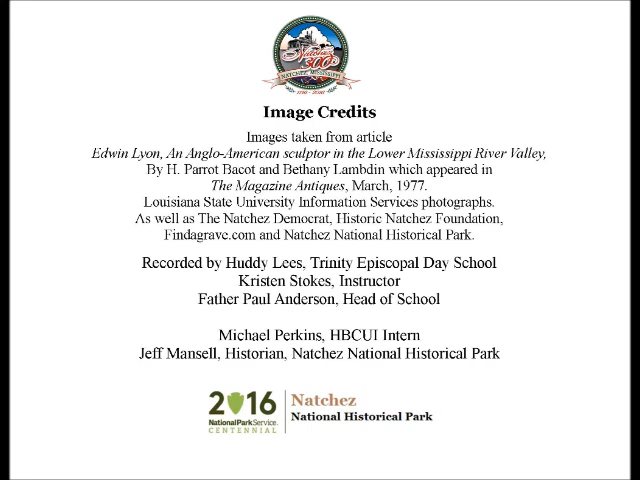 Natchez
300
NATCHEZ, MISSISSIPPI
1716 - 2016
Image Credits
Images taken from article
Edwin Lyon, An Anglo-American sculptor in the Lower Mississippi River Valley,
By H. Parrot Bacot and Bethany Lambdin which appeared in
The Magazine Antiques, March, 1977.
Louisiana State University Information Services photographs.
As well as The Natchez Democrat, Historic Natchez Foundation,
Findagrave.com and Natchez National Historical Park.
Recorded by Huddy Lees, Trinity Episcopal Day School
Kristen Stokes, Instructor
Father Paul Anderson, Head of School
Michael Perkins, HBCUI Intern
Jeff Mansell, Historian, Natchez National Historical Park
2016
National Park Service
CENTENNIAL
Natchez
National Historical Park